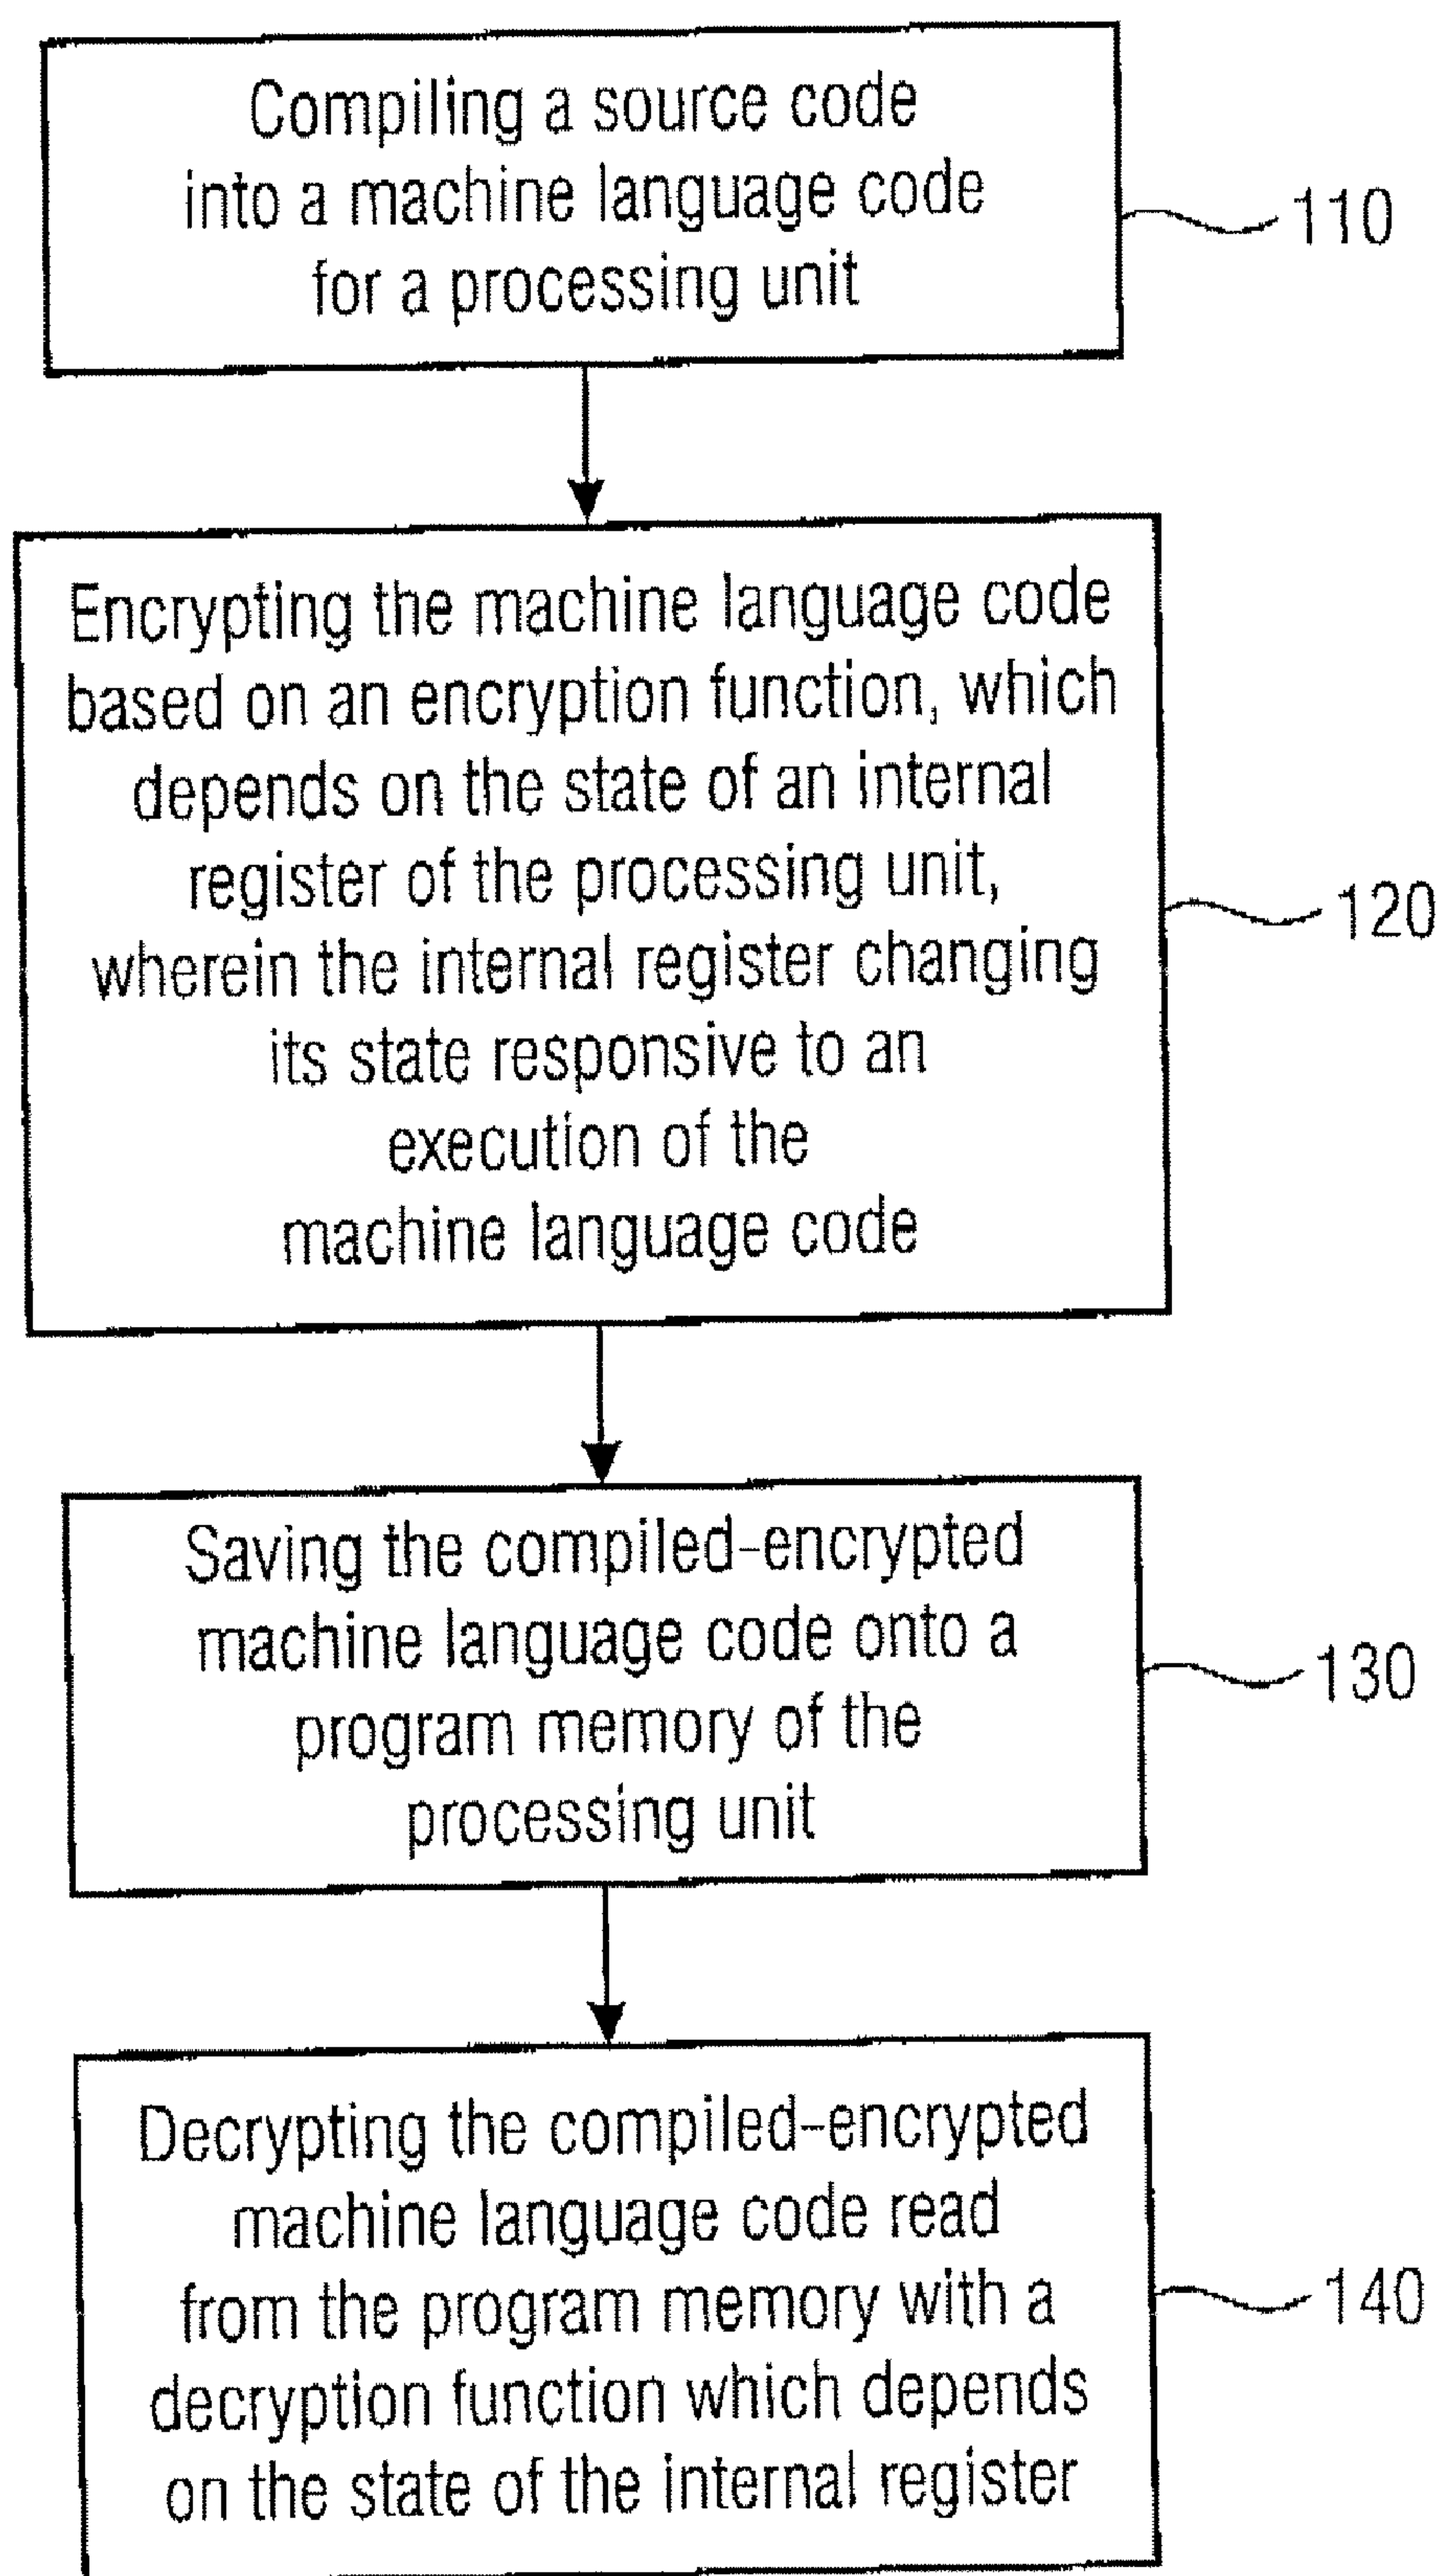 Compiling a source code
into a machine language code
for a processing unit
110
Encrypting the machine language code
based on an encryption function, which
depends on the state of an internal
register of the processing unit,
wherein the internal register changing
its state responsive to an
execution of the
machine language code
120
Saving the compiled-encrypted
machine language code onto a
program memory of the
processing unit
130
Decrypting the compiled-encrypted
machine language code read
from the program memory with a
decryption function which depends
on the state of the internal register
140